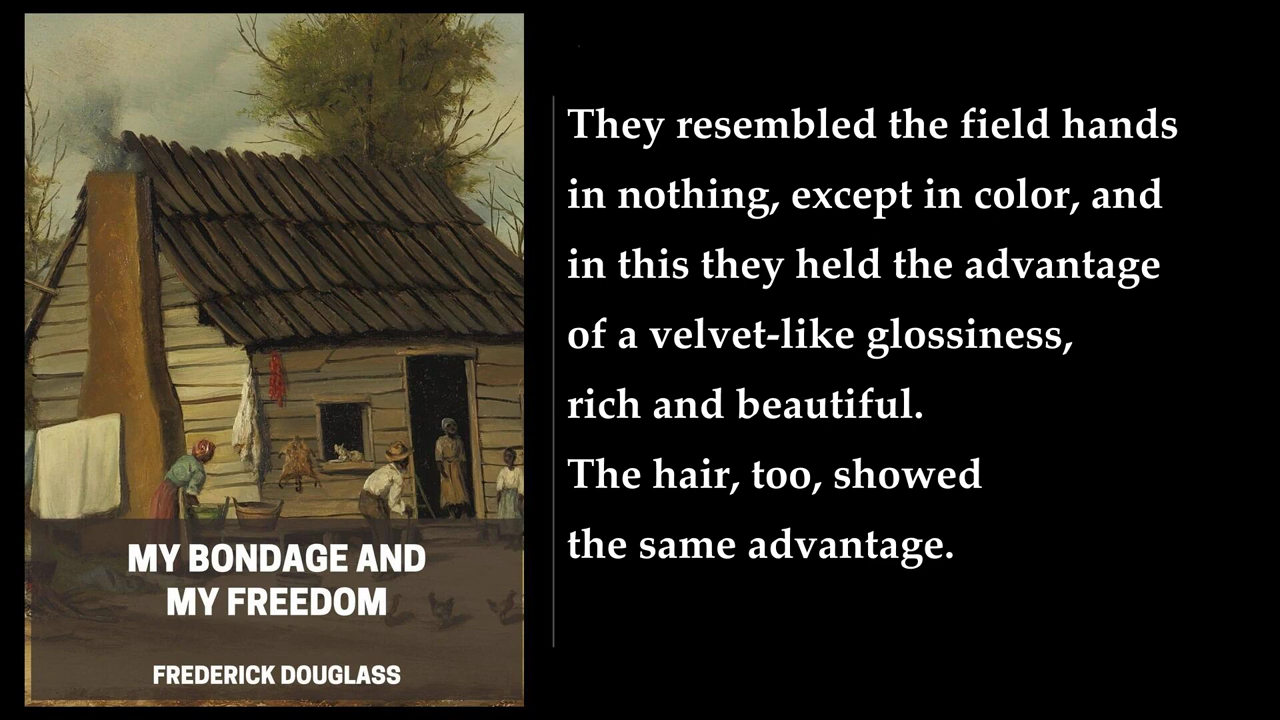 They resembled the field hands
in nothing, except in color, and
in this they held the advantage
of a velvet-like glossiness,
rich and beautiful.
The hair, too, showed
the same advantage.
MY BONDAGE AND
MY FREEDOM
FREDERICK DOUGLASS